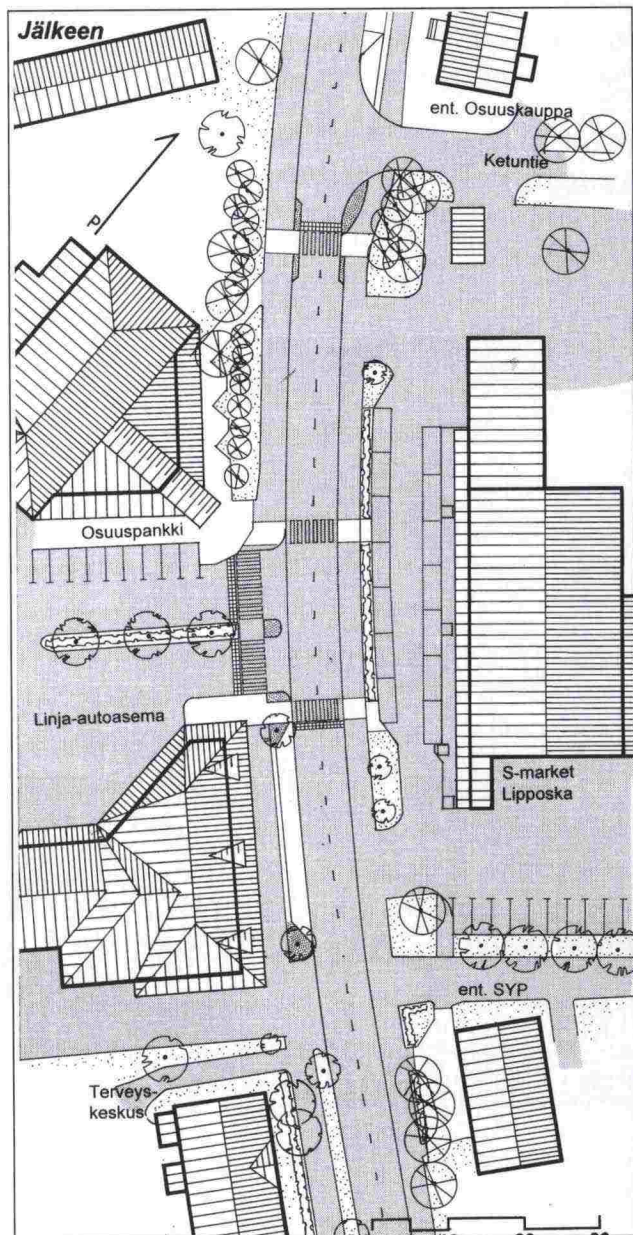 Jälkeen
ent. Osuuskauppa
Ketuntie
P
Osuuspankki
Linja-autoasema
S-market
Lipposka
ent. SYP
Terveys-
keskus